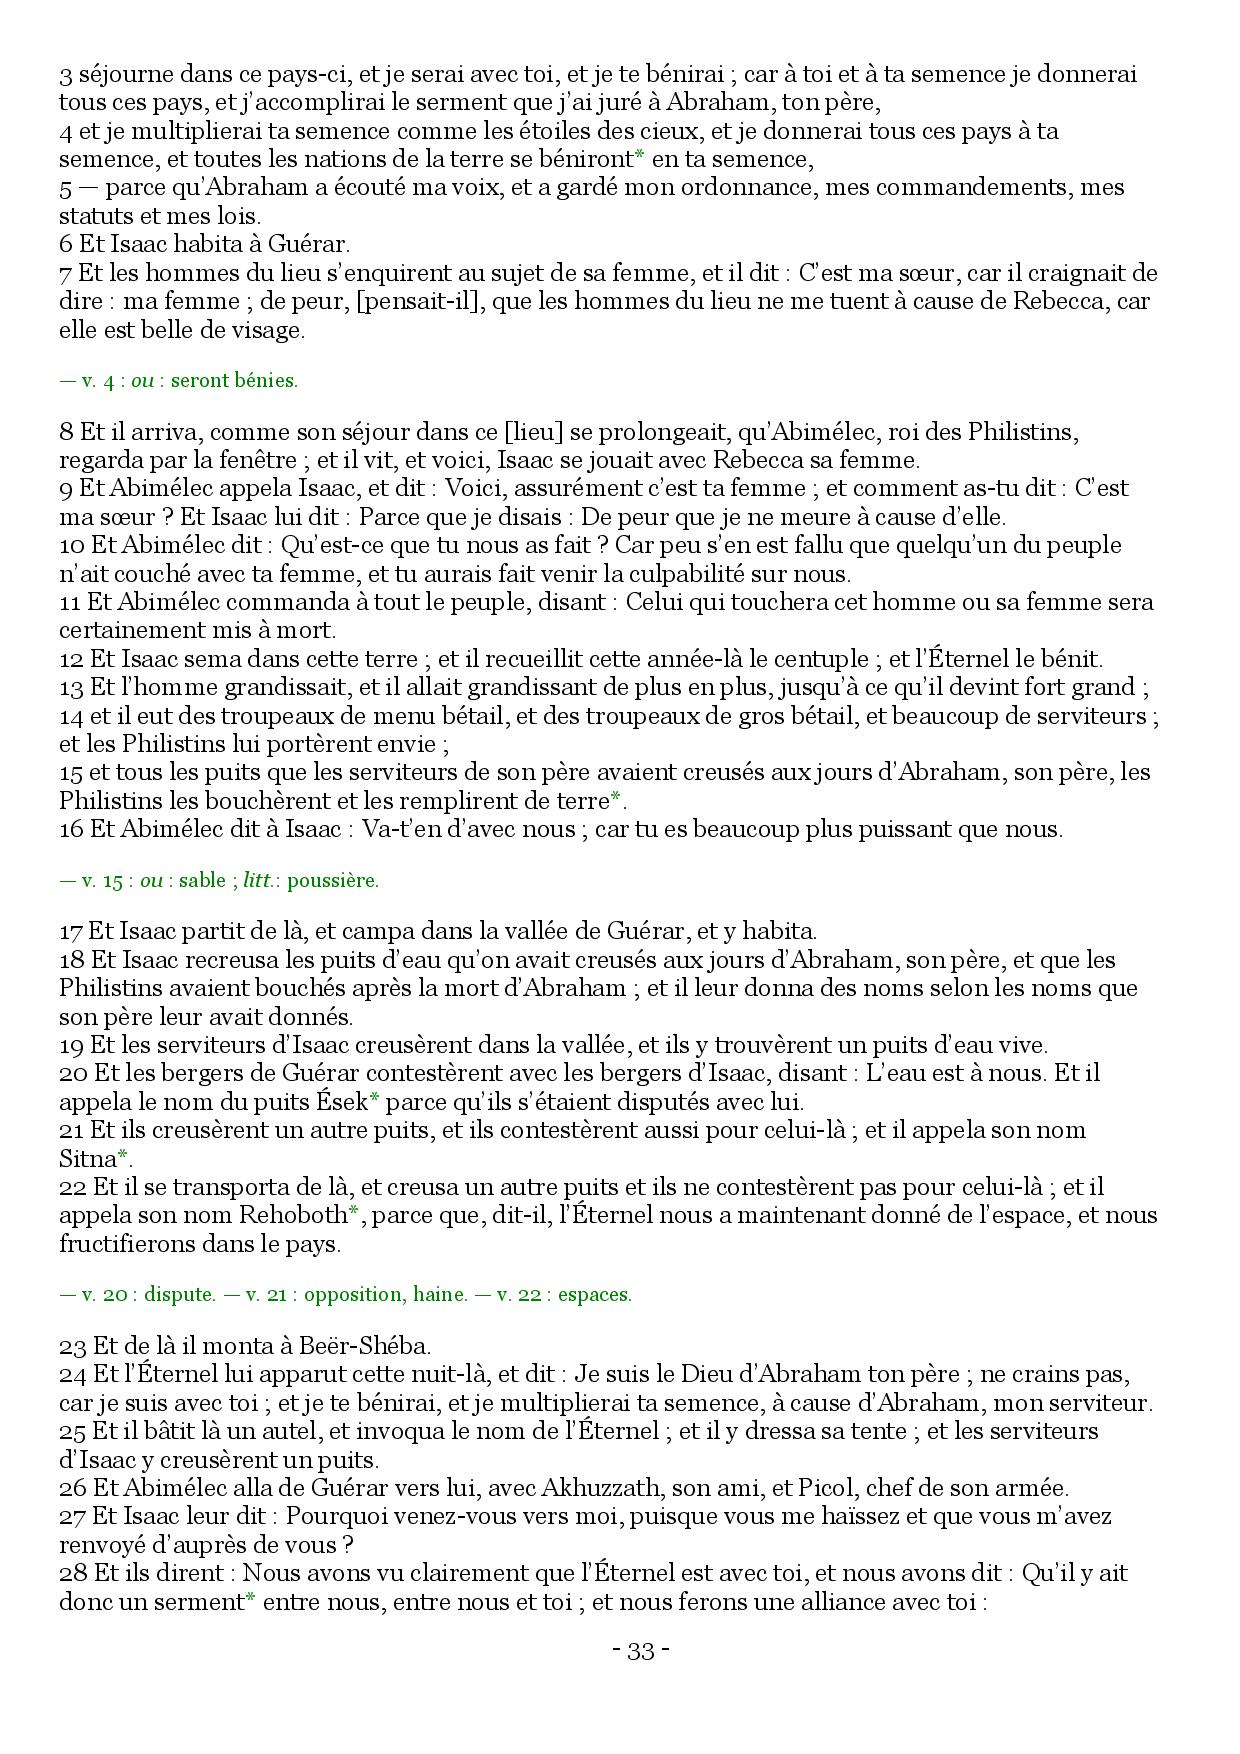 3 séjourne dans ce pays-ci, et je serai avec toi, et je te bénirai ; car à toi et à ta semence je donnerai
tous ces pays, et j’accomplirai le serment que j’ai juré à Abraham, ton père,
4 et je multiplierai ta semence comme les étoiles des cieux, et je donnerai tous ces pays à ta
semence, et toutes les nations de la terre se béniront* en ta semence,
5 — parce qu’Abraham a écouté ma voix, et a gardé mon ordonnance, mes commandements, mes
statuts et mes lois.
6 Et Isaac habita à Guérar.
7 Et les hommes du lieu s’enquirent au sujet de sa femme, et il dit : C’est ma sœur, car il craignait de
dire : ma femme ; de peur, [pensait-il], que les hommes du lieu ne me tuent à cause de Rebecca, car
elle est belle de visage.
— v. 4 : ou : seront bénies.
8 Et il arriva, comme son séjour dans ce [lieu] se prolongeait, qu’Abimélec, roi des Philistins,
regarda par la fenêtre ; et il vit, et voici, Isaac se jouait avec Rebecca sa femme.
9 Et Abimélec appela Isaac, et dit : Voici, assurément c’est ta femme ; et comment as-tu dit : C’est
ma sœur ? Et Isaac lui dit : Parce que je disais : De peur que je ne meure à cause d’elle.
10 Et Abimélec dit : Qu’est-ce que tu nous as fait ? Car peu s’en est fallu que quelqu’un du peuple
n’ait couché avec ta femme, et tu aurais fait venir la culpabilité sur nous.
11 Et Abimélec commanda à tout le peuple, disant : Celui qui touchera cet homme ou sa femme sera
certainement mis à mort.
12 Et Isaac sema dans cette terre ; et il recueillit cette année-là le centuple ; et l’Éternel le bénit.
13 Et l’homme grandissait, et il allait grandissant de plus en plus, jusqu’à ce qu’il devint fort grand ;
14 et il eut des troupeaux de menu bétail, et des troupeaux de gros bétail, et beaucoup de serviteurs ;
et les Philistins lui portèrent envie ;
15 et tous les puits que les serviteurs de son père avaient creusés aux jours d’Abraham, son père, les
Philistins les bouchèrent et les remplirent de terre*.
16 Et Abimélec dit à Isaac : Va-t’en d’avec nous ; car tu es beaucoup plus puissant que nous.
— v. 15 : ou : sable ; litt.: poussière.
17 Et Isaac partit de là, et campa dans la vallée de Guérar, et y habita.
18 Et Isaac recreusa les puits d’eau qu’on avait creusés aux jours d’Abraham, son père, et que les
Philistins avaient bouchés après la mort d’Abraham ; et il leur donna des noms selon les noms que
son père leur avait donnés.
19 Et les serviteurs d’Isaac creusèrent dans la vallée, et ils y trouvèrent un puits d’eau vive.
20 Et les bergers de Guérar contestèrent avec les bergers d’Isaac, disant : L’eau est à nous. Et il
appela le nom du puits Ések* parce qu’ils s’étaient disputés avec lui.
21 Et ils creusèrent un autre puits, et ils contestèrent aussi pour celui-là ; et il appela son nom
Sitna*.
22 Et il se transporta de là, et creusa un autre puits et ils ne contestèrent pas pour celui-là ; et il
appela son nom Rehoboth*, parce que, dit-il, l’Éternel nous a maintenant donné de l’espace, et nous
fructifierons dans le pays.
— v. 20 : dispute. — v. 21 : opposition, haine. — v. 22 : espaces.
23 Et de là il monta à Beër-Shéba.
24 Et l’Éternel lui apparut cette nuit-là, et dit : Je suis le Dieu d’Abraham ton père ; ne crains pas,
car je suis avec toi ; et je te bénirai, et je multiplierai ta semence, à cause d’Abraham, mon serviteur.
25 Et il bâtit là un autel, et invoqua le nom de l’Éternel ; et il y dressa sa tente ; et les serviteurs
d’Isaac y creusèrent un puits.
26 Et Abimélec alla de Guérar vers lui, avec Akhuzzath, son ami, et Picol, chef de son armée.
27 Et Isaac leur dit : Pourquoi venez-vous vers moi, puisque vous me haïssez et que vous m’avez
renvoyé d’auprès de vous ?
28 Et ils dirent : Nous avons vu clairement que l’Éternel est avec toi, et nous avons dit : Qu’il y ait
donc un serment* entre nous, entre nous et toi ; et nous ferons une alliance avec toi :
- 33 -